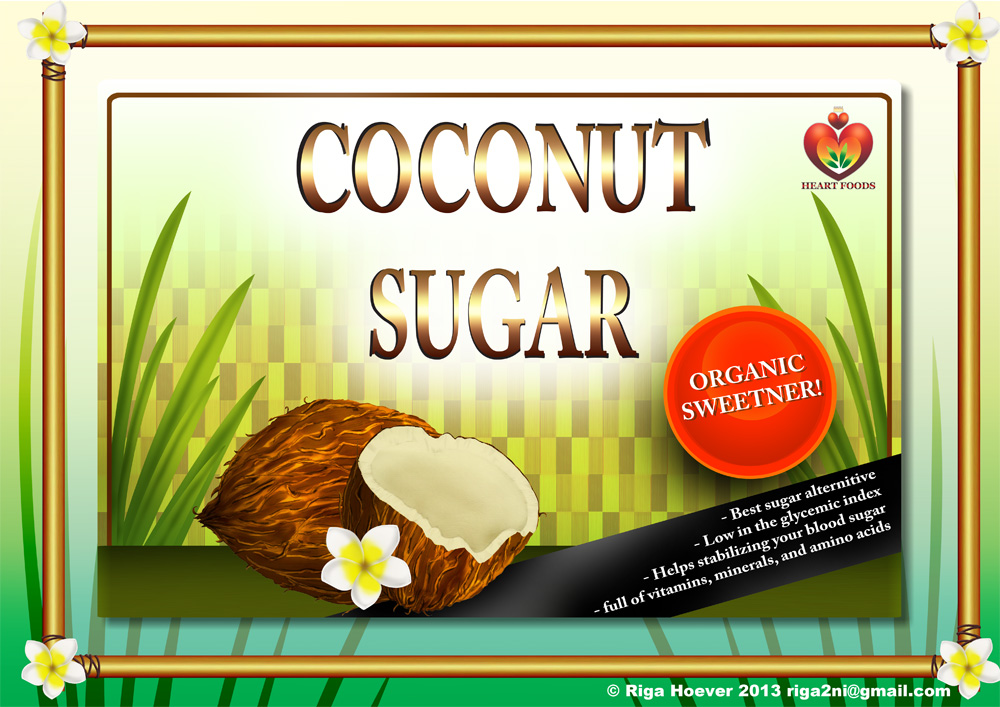 COCONUT
SUGAR
HEART FOODS
ORGANIC
SWEETNER!
- Best sugar alternitive
- Low in the glycemic index
- Helps stabilizing your blood sugar
- full of vitamins, minerals, and amino acids
© Riga Hoever 2013 riga2ni@gmail.com